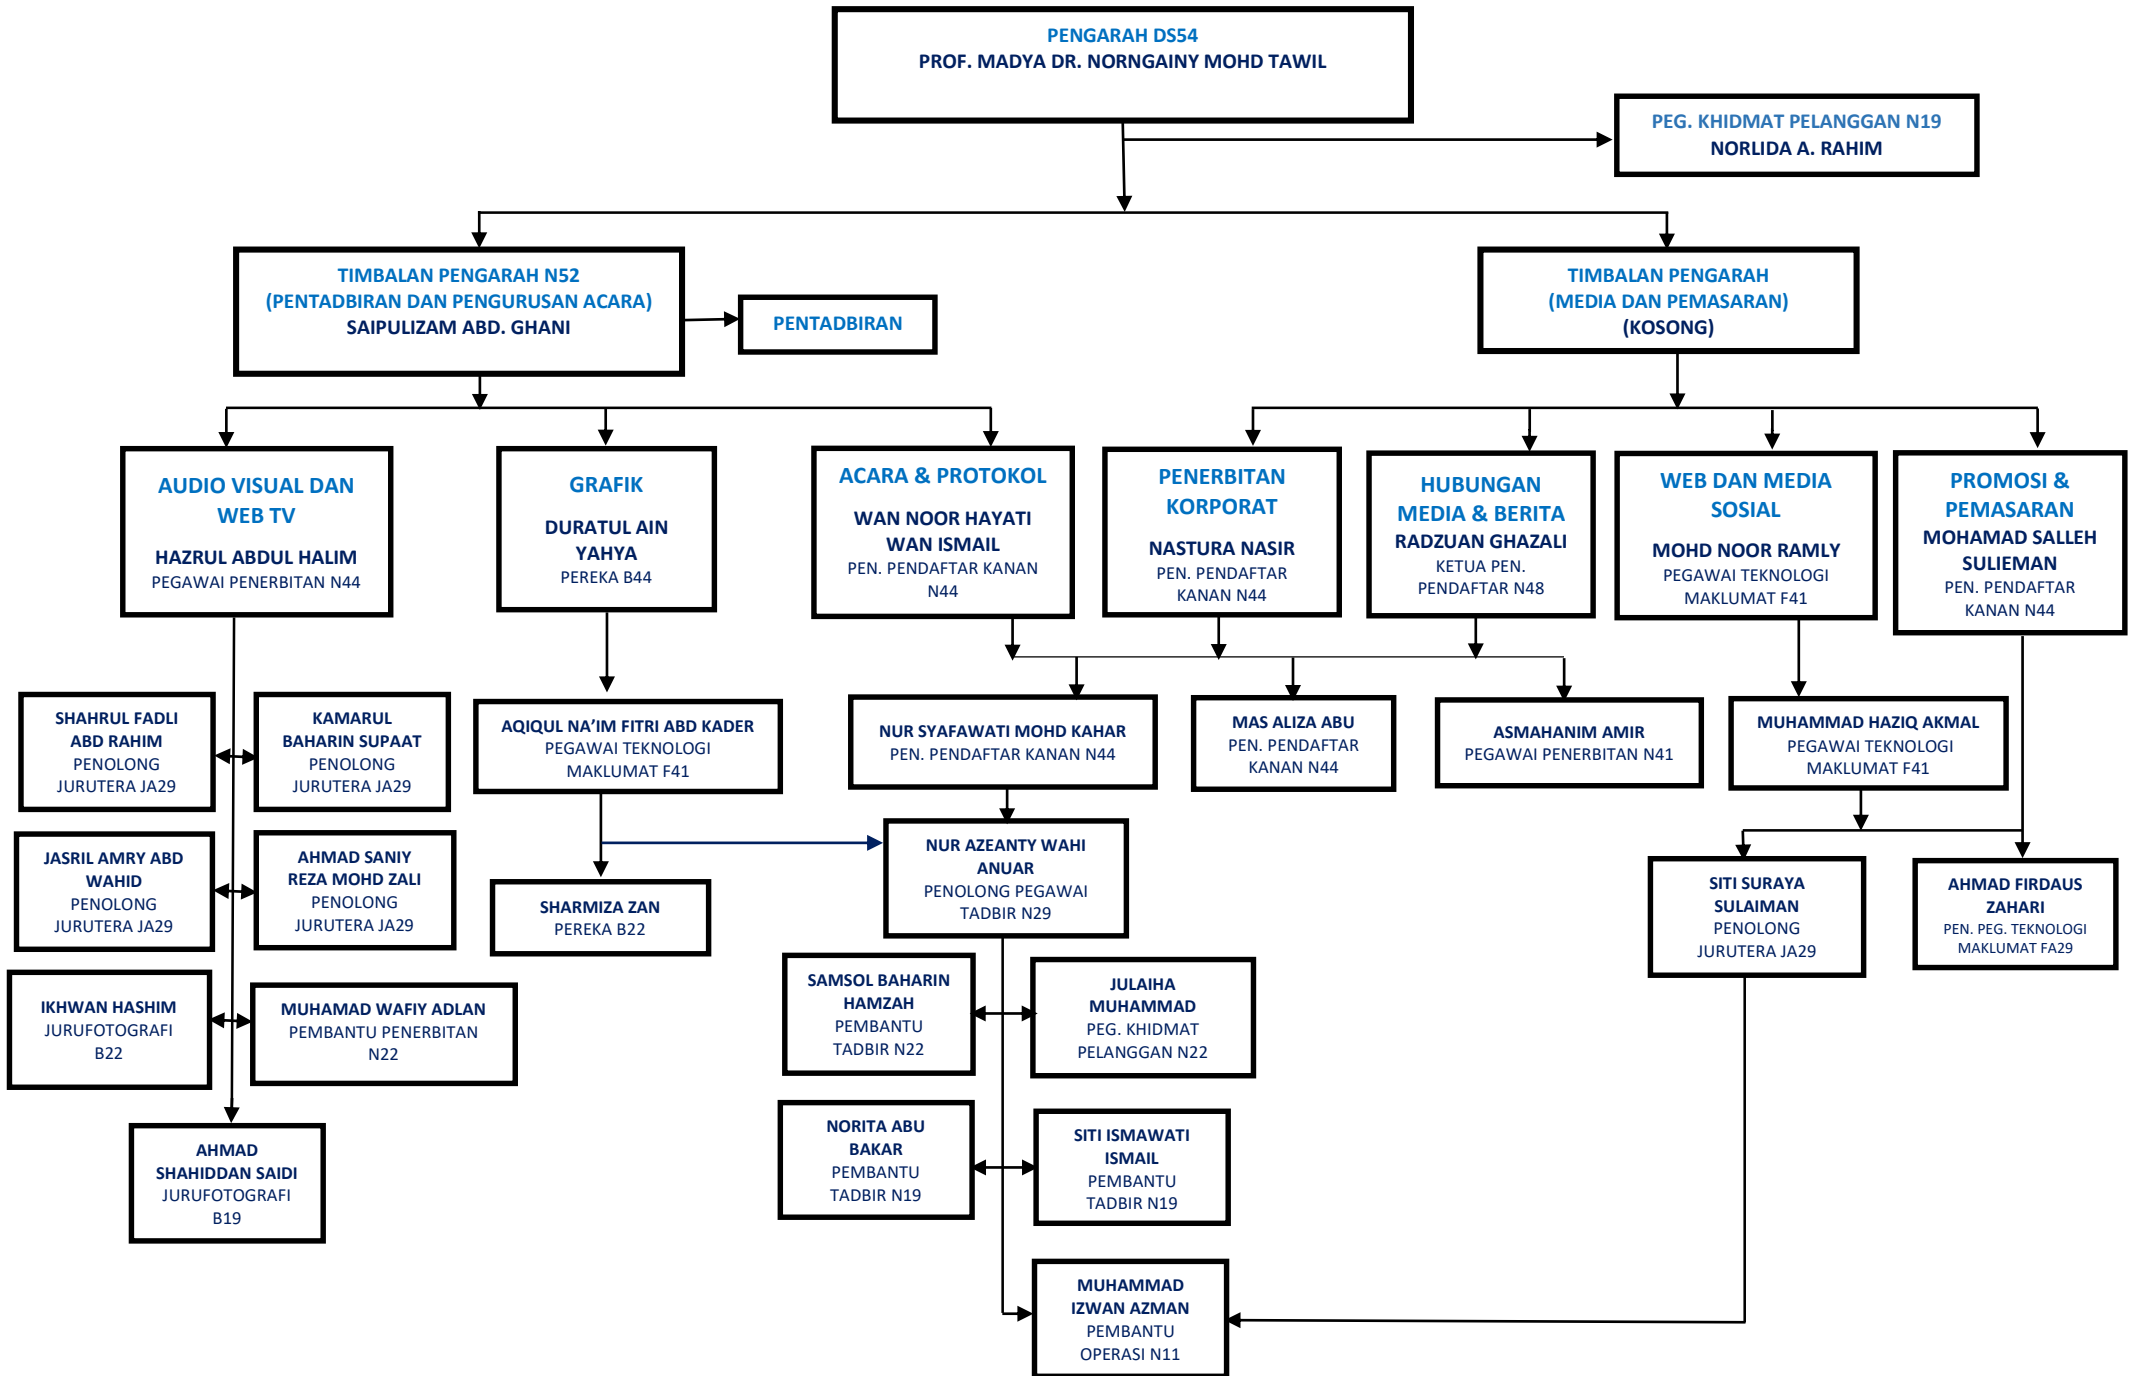 PENGARAH DS54
PROF. MADYA DR. NORNGAINY MOHD TAWIL
PEG. KHIDMAT PELANGGAN N19
NORLIDA A. RAHIM
TIMBALAN PENGARAH N52
(PENTADBIRAN DAN PENGURUSAN ACARA)
SAIPULIZAM ABD. GHANI
PENTADBIRAN
TIMBALAN PENGARAH
(MEDIA DAN PEMASARAN)
(KOSONG)
AUDIO VISUAL DAN
WEB TV
HAZRUL ABDUL HALIM
PEGAWAI PENERBITAN N44
GRAFIK
DURATUL AIN
YAHYA
PEREKA B44
ACARA & PROTOKOL
WAN NOOR HAYATI
WAN ISMAIL
PEN. PENDAFTAR KANAN
N44
PENERBITAN
KORPORAT
NASTURA NASIR
PEN. PENDAFTAR
KANAN N44
HUBUNGAN
MEDIA & BERITA
RADZUAN GHAZALI
KETUA PEN.
PENDAFTAR N48
WEB DAN MEDIA
SOSIAL
MOHD NOOR RAMLY
PEGAWAI TEKNOLOGI
MAKLUMAT F41
PROMOSI &
PEMASARAN
MOHAMAD SALLEH
SULIEMAN
PEN. PENDAFTAR
KANAN N44
SHAHRUL FADLI
ABD RAHIM
PENOLONG
JURUTERA JA29
KAMARUL
BAHARIN SUPAAT
PENOLONG
JURUTERA JA29
AQIQUL NA’IM FITRI ABD KADER
PEGAWAI TEKNOLOGI
MAKLUMAT F41
NUR SYAFAWATI MOHD KAHAR
PEN. PENDAFTAR KANAN N44
MAS ALIZA ABU
PEN. PENDAFTAR
KANAN N44
ASMAHANIM AMIR
PEGAWAI PENERBITAN N41
MUHAMMAD HAZIQ AKMAL
PEGAWAI TEKNOLOGI
MAKLUMAT F41
JASRIL AMRY ABD
WAHID
PENOLONG
JURUTERA JA29
AHMAD SANIY
REZA MOHD ZALI
PENOLONG
JURUTERA JA29
SHARMIZA ZAN
PEREKA B22
NUR AZEANTY WAHI
ANUAR
PENOLONG PEGAWAI
TADBIR N29
SITI SURAYA
SULAIMAN
PENOLONG
JURUTERA JA29
AHMAD FIRDAUS
ZAHARI
PEN. PEG. TEKNOLOGI
MAKLUMAT FA29
IKHWAN HASHIM
JURUFOTOGRAFI
B22
MUHAMAD WAFIY ADLAN
PEMBANTU PENERBITAN
N22
SAMSOL BAHARIN
HAMZAH
PEMBANTU
TADBIR N22
JULAIHA
MUHAMMAD
PEG. KHIDMAT
PELANGGAN N22
AHMAD
SHAHIDDAN SAIDI
JURUFOTOGRAFI
B19
NORITA ABU
BAKAR
PEMBANTU
TADBIR N19
SITI ISMAWATI
ISMAIL
PEMBANTU
TADBIR N19
MUHAMMAD
IZWAN AZMAN
PEMBANTU
OPERASI N11